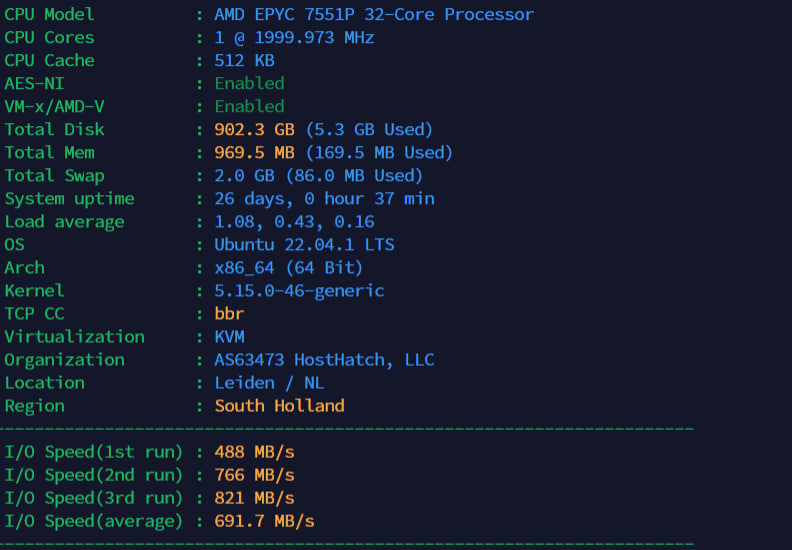 CPU Model : AMD EPYC 7551P 32-Core Processor
CPU Cores : 1 @ 1999.973 MHz
CPU Cache : 512 KB
AES-NI : Enabled
VM-x/AMD-V : Enabled
Total Disk : 902.3 GB (5.3 GB Used)
Total Mem : 969.5 MB (169.5 MB Used)
Total Swap : 2.0 GB (86.0 MB Used)
System uptime : 26 days, 0 hour 37 min
Load average : 1.08, 0.43, 0.16
OS : Ubuntu 22.04.1 LTS
Arch : x86_64 (64 Bit)
Kernel : 5.15.0-46-generic
TCP CC : bbr
Virtualization : KVM
Organization : AS63473 HostHatch, LLC
Location : Leiden / NL
Region : South Holland
----------------------------------------------------------------------
I/O Speed(1st run) : 488 MB/s
I/O Speed(2nd run) : 766 MB/s
I/O Speed(3rd run) : 821 MB/s
I/O Speed(average) : 691.7 MB/s
----------------------------------------------------------------------